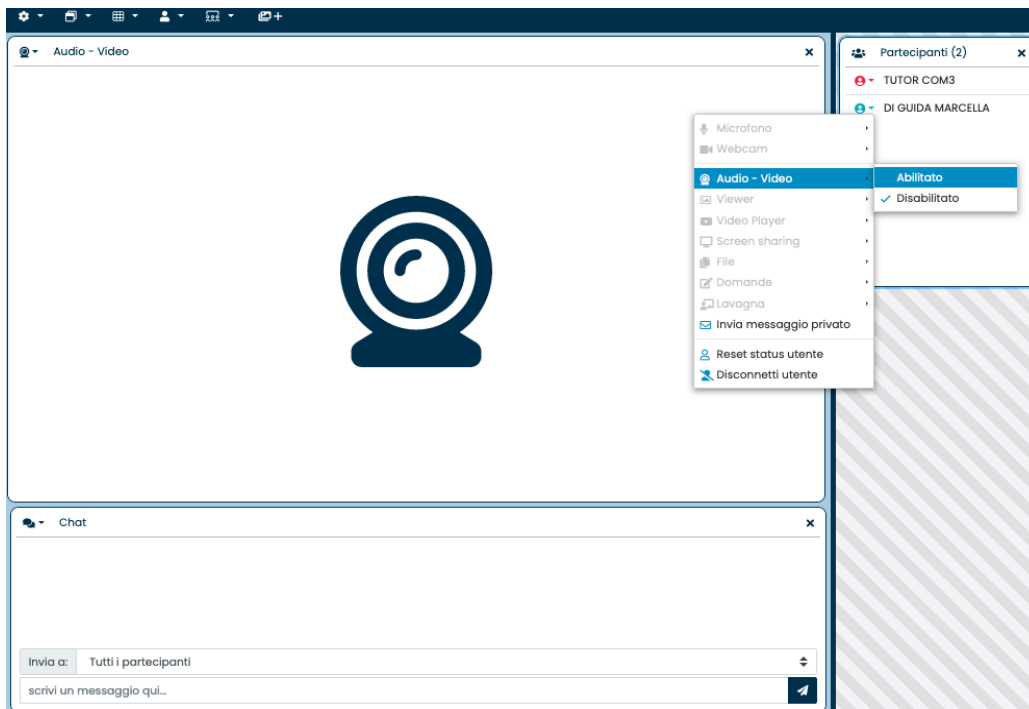 Audio - Video
Partecipanti (2)
TUTOR COM3
DI GUIDA MARCELLA
Microfono
Webcam
Audio - Video
Abilitato
Disabilitato
Viewer
Video Player
Screen sharing
File
Domande
Lavagna
Invia messaggio privato
Reset status utente
Disconnetti utente
Chat
Invia a: Tutti i partecipanti
scrivi un messaggio qui...